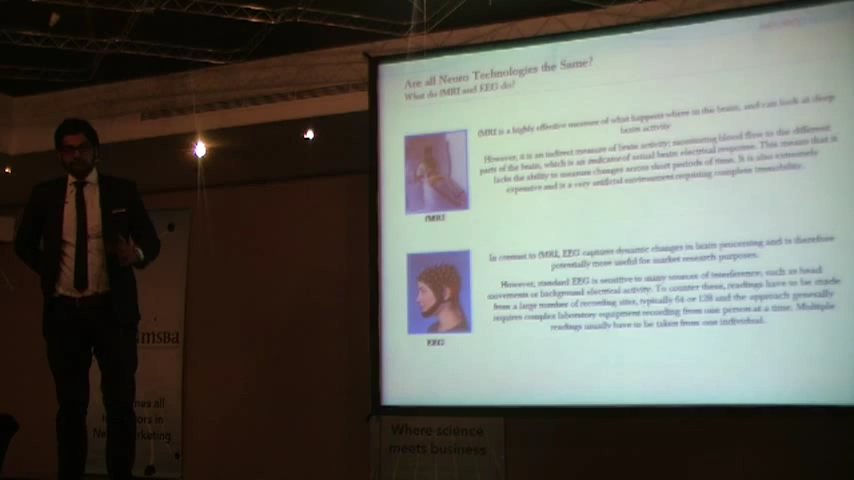 Are all Neuro Technologies the Same?
What do fMRI and EEG do?
fMRI is a highly effective measure of what happens where in the brain, and can look at deep
brain activity
However, it is an indirect measure of brain activity; monitoring blood flow to the different
parts of the brain, which is an indicator of actual brain electrical response. This means that it
lacks the ability to measure changes across short periods of time. It is also extremely
expensive and is a very artificial environment requiring complete immobility.
fMRI
In contrast to fMRI, EEG captures dynamic changes in brain processing and is therefore
potentially more useful for market research purposes.
However, standard EEG is sensitive to many sources of interference, such as head
movements or background electrical activity. To counter these, readings have to be made
from a large number of recording sites, typically 64 or 128 and the approach generally
requires complex laboratory equipment recording from one person at a time. Multiple
readings usually have to be taken from one individual.
EEG
MSBA
mes all
in
Where science
meets business